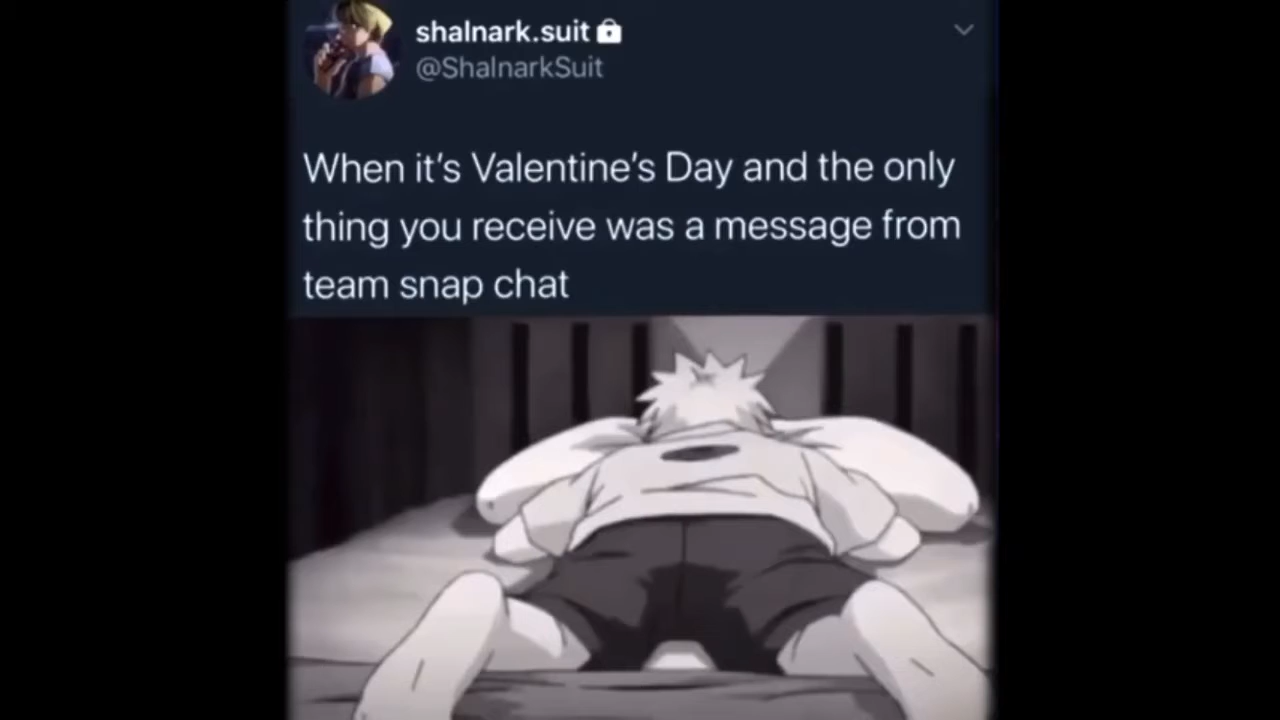 shalnark.suit
@ShalnarkSuit
When it's Valentine's Day and the only
thing you receive was a message from
team snap chat